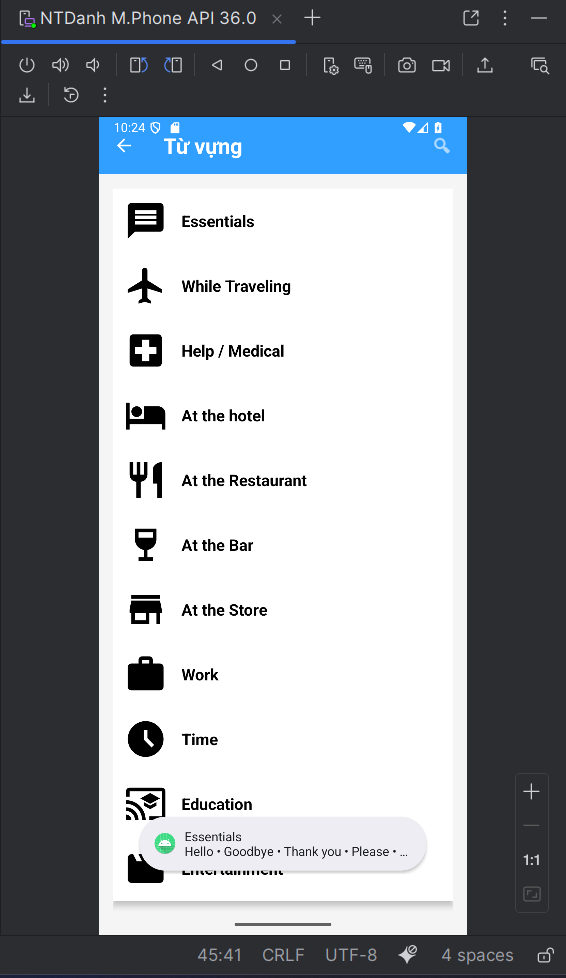 NTDanh M.Phone API 36.0
10:24
Từ vựng
Essentials
While Traveling
Help / Medical
At the hotel
At the Restaurant
At the Bar
At the Store
Work
Time
Education
Essentials
Hello • Goodbye • Thank you • Please • ...
Entertainment
1:1
45:41 CRLF UTF-8 4 spaces